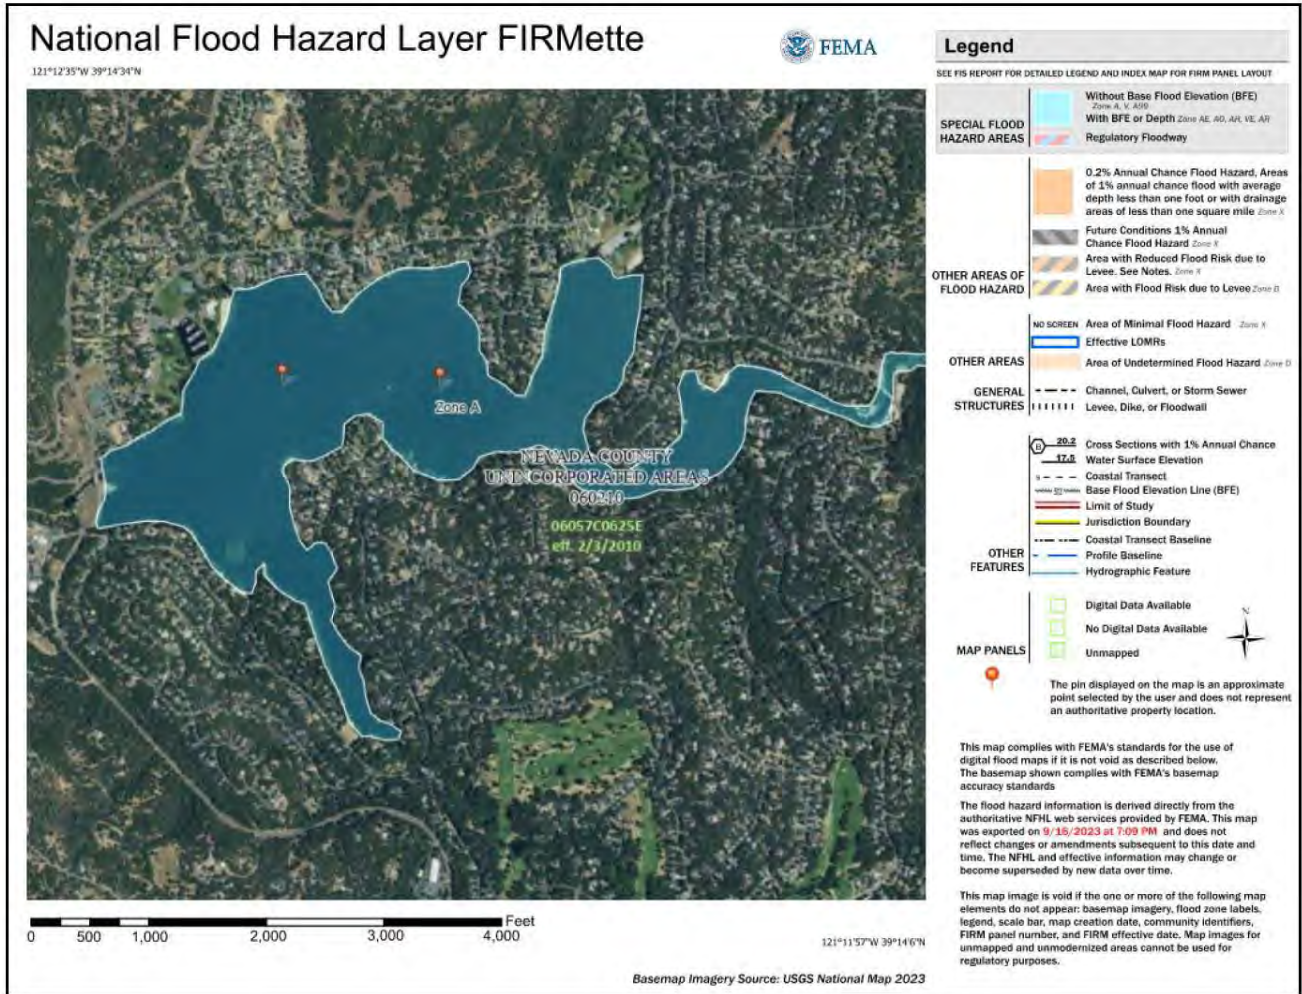 National Flood Hazard Layer FIRMette
FEMA
121°12'35"W 39°14'34"N
Zone A
NEVADA COUNTY
UNINCORPORATED AREAS
060210
06057C0625E
eff. 2/3/2010
0
500
1,000
2,000
3,000
4,000
Feet
121°11'57"W 39°14'6"N
Basemap Imagery Source: USGS National Map 2023
Legend
SEE FIS REPORT FOR DETAILED LEGEND AND INDEX MAP FOR FIRM PANEL LAYOUT
SPECIAL FLOOD
HAZARD AREAS
Without Base Flood Elevation (BFE)
Zone A, V, A99
With BFE or Depth Zone AE, AO, AH, VE, AR
Regulatory Floodway
OTHER AREAS OF
FLOOD HAZARD
0.2% Annual Chance Flood Hazard, Areas
of 1% annual chance flood with average
depth less than one foot or with drainage
areas of less than one square mile Zone X
Future Conditions 1% Annual
Chance Flood Hazard Zone X
Area with Reduced Flood Risk due to
Levee. See Notes. Zone X
Area with Flood Risk due to Levee Zone D
OTHER AREAS
NO SCREEN Area of Minimal Flood Hazard Zone X
Effective LOMRs
Area of Undetermined Flood Hazard Zone D
GENERAL
STRUCTURES
Channel, Culvert, or Storm Sewer
Levee, Dike, or Floodwall
OTHER
FEATURES
B 20.2 Cross Sections with 1% Annual Chance
17.5 Water Surface Elevation
Coastal Transect
Base Flood Elevation Line (BFE)
Limit of Study
Jurisdiction Boundary
Coastal Transect Baseline
Profile Baseline
Hydrographic Feature
MAP PANELS
Digital Data Available
No Digital Data Available
Unmapped
N
The pin displayed on the map is an approximate
point selected by the user and does not represent
an authoritative property location.
This map complies with FEMA's standards for the use of
digital flood maps if it is not void as described below.
The basemap shown complies with FEMA's basemap
accuracy standards
The flood hazard information is derived directly from the
authoritative NFHL web services provided by FEMA. This map
was exported on 9/18/2023 at 7:09 PM and does not
reflect changes or amendments subsequent to this date and
time. The NFHL and effective information may change or
become superseded by new data over time.
This map image is void if the one or more of the following map
elements do not appear: basemap imagery, flood zone labels,
legend, scale bar, map creation date, community identifiers,
FIRM panel number, and FIRM effective date. Map images for
unmapped and unmodernized areas cannot be used for
regulatory purposes.